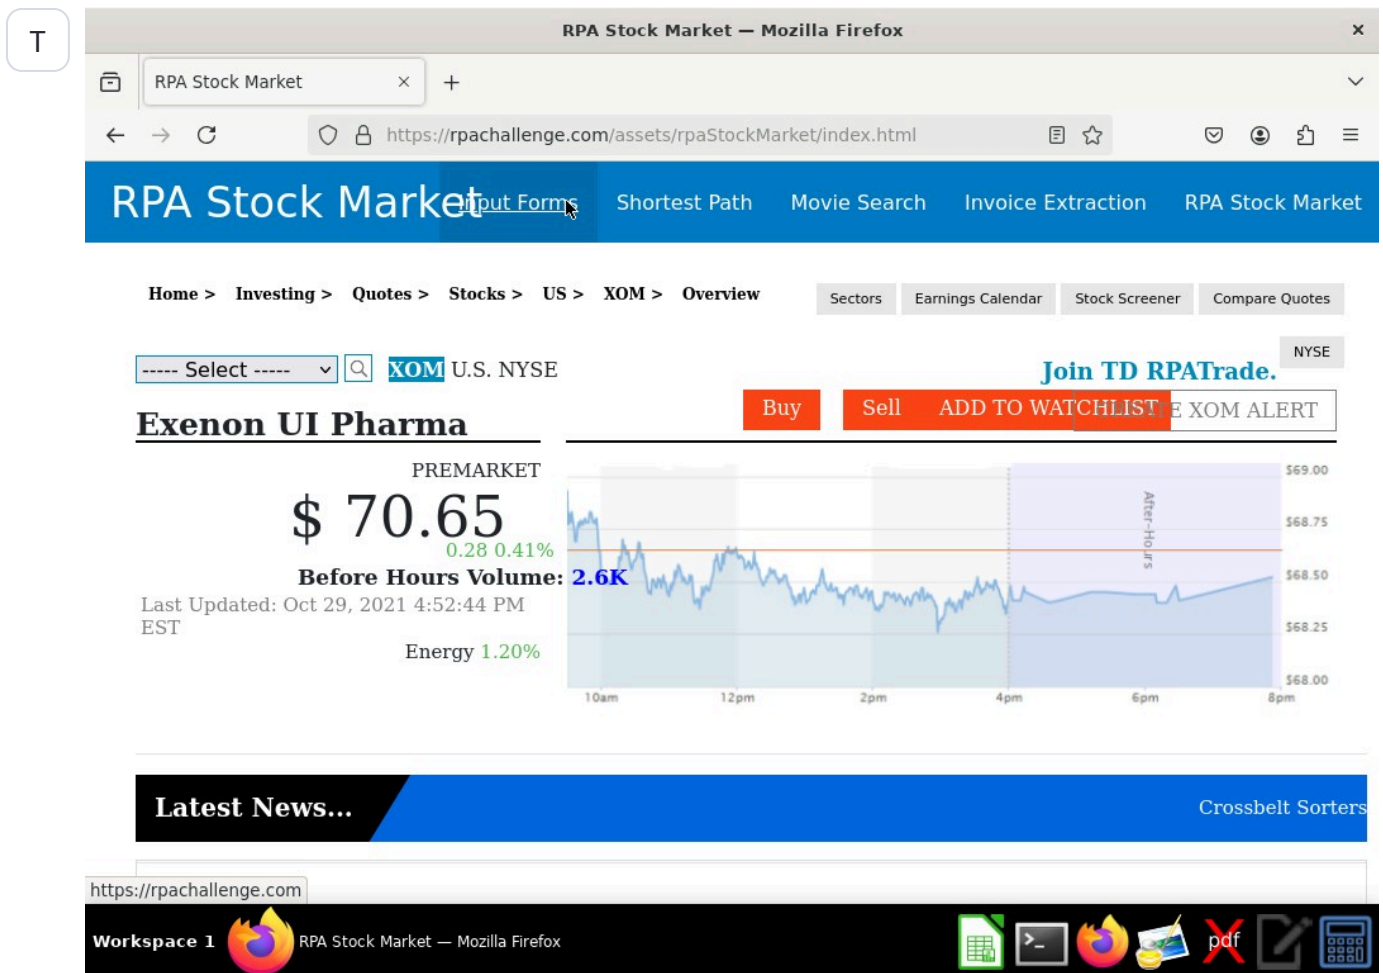 T
RPA Stock Market — Mozilla Firefox
RPA Stock Market
https://rpachallenge.com/assets/rpaStockMarket/index.html
RPA Stock Market Input Forms Shortest Path Movie Search Invoice Extraction RPA Stock Market
Home > Investing > Quotes > Stocks > US > XOM > Overview
Sectors Earnings Calendar Stock Screener Compare Quotes
NYSE
----- Select ----- XOM U.S. NYSE
Join TD RPATrade.
Buy Sell ADD TO WATCHLIST CREATE XOM ALERT
Exenon UI Pharma
PREMARKET
$ 70.65
0.28 0.41%
Before Hours Volume: 2.6K
Last Updated: Oct 29, 2021 4:52:44 PM
EST
Energy 1.20%
$69.00
$68.75
$68.50
$68.25
$68.00
After-Hours
10am 12pm 2pm 4pm 6pm 8pm
Latest News...
Crossbelt Sorters
https://rpachallenge.com
Workspace 1 RPA Stock Market — Mozilla Firefox
>_
pdf